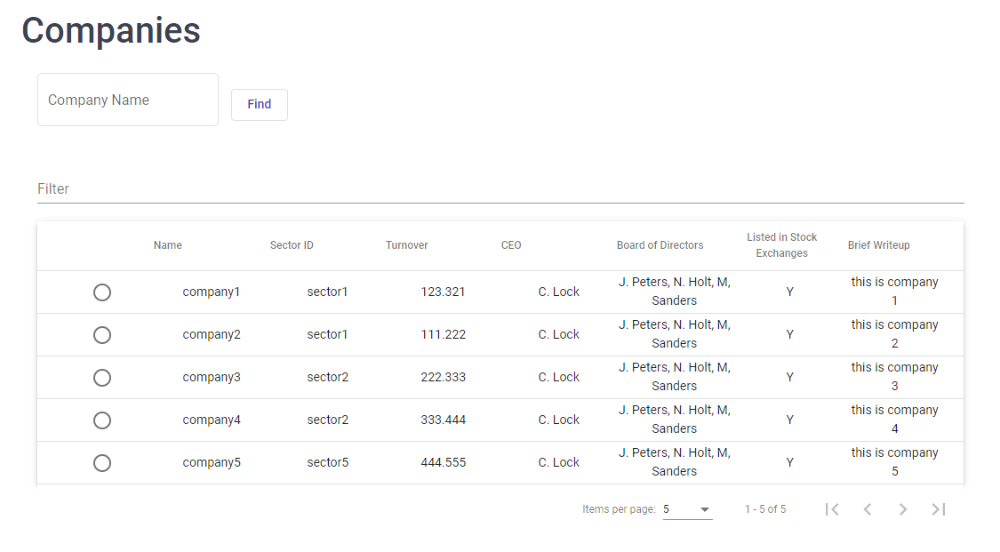 Companies
Company Name
Find
Filter
Name Sector ID Turnover CEO Board of Directors Listed in Stock Exchanges Brief Writeup
company1 sector1 123.321 C. Lock J. Peters, N. Holt, M, Sanders Y this is company 1
company2 sector1 111.222 C. Lock J. Peters, N. Holt, M, Sanders Y this is company 2
company3 sector2 222.333 C. Lock J. Peters, N. Holt, M, Sanders Y this is company 3
company4 sector2 333.444 C. Lock J. Peters, N. Holt, M, Sanders Y this is company 4
company5 sector5 444.555 C. Lock J. Peters, N. Holt, M, Sanders Y this is company 5
Items per page: 5 1 - 5 of 5